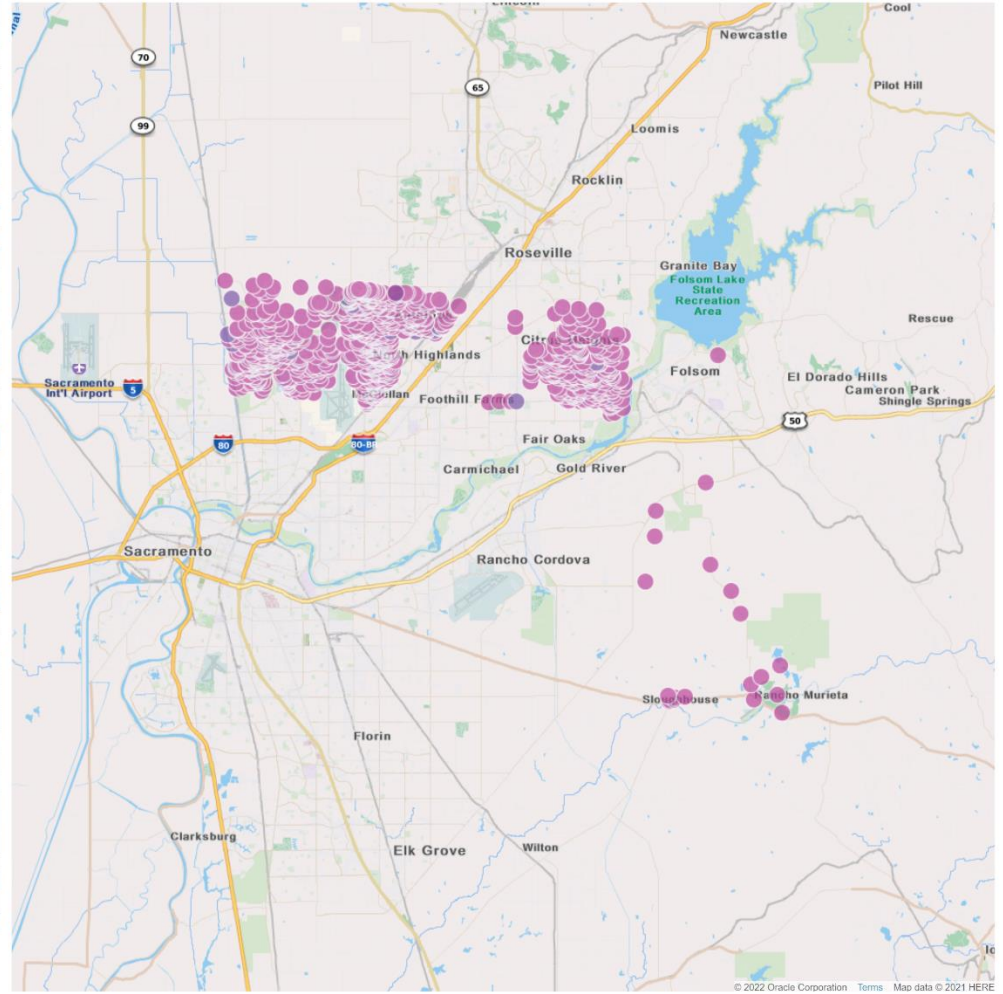 Cool
Newcastle
70
Pilot Hill
65
99
Loomis
Rocklin
Roseville
Granite Bay
Folsom Lake
State
Recreation
Area
Rescue
North Highlands
Folsom
El Dorado Hills
Cameron Park
Shingle Springs
Sacramento
Int'l Airport
5
Foothill Farms
50
Fair Oaks
80
80-BR
Carmichael
Gold River
Sacramento
Rancho Cordova
Sloughhouse
Rancho Murieta
Florin
Clarksburg
Elk Grove
Wilton
© 2022 Oracle Corporation Terms Map data © 2021 HERE